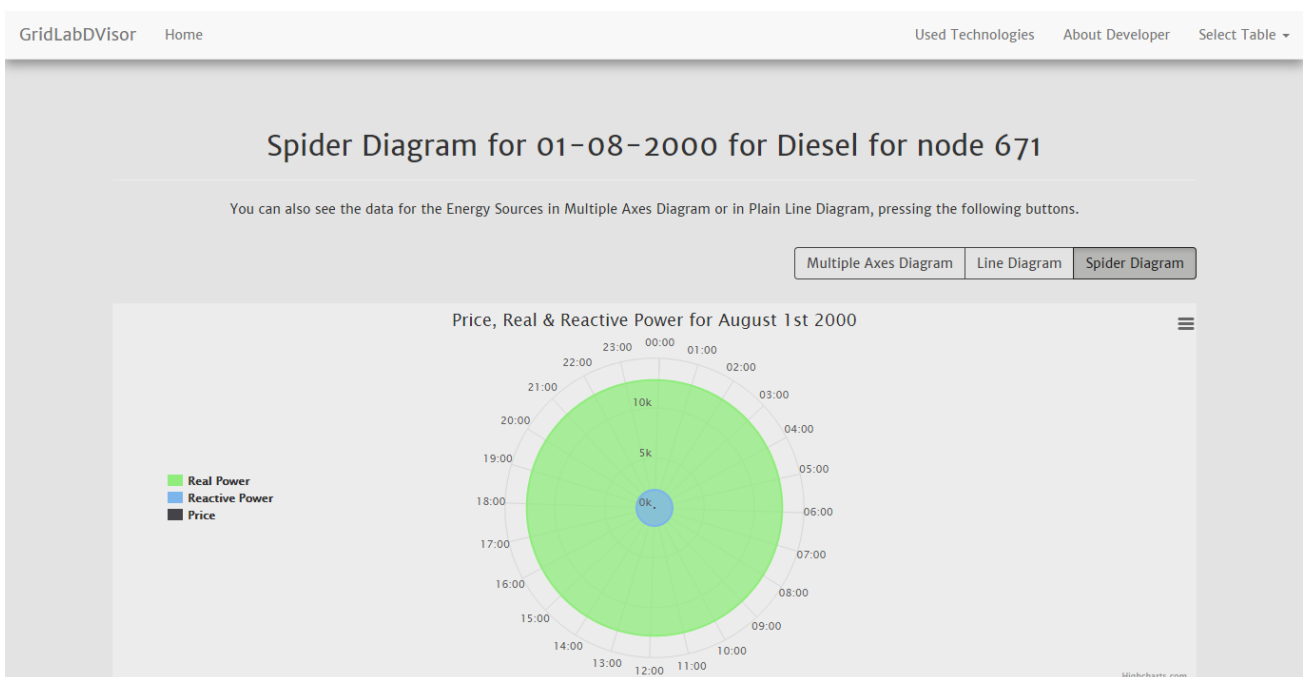 GridLabDVisor Home Used Technologies About Developer Select Table
Spider Diagram for 01-08-2000 for Diesel for node 671
You can also see the data for the Energy Sources in Multiple Axes Diagram or in Plain Line Diagram, pressing the following buttons.
Multiple Axes Diagram Line Diagram Spider Diagram
Price, Real & Reactive Power for August 1st 2000
00:00
01:00
02:00
03:00
04:00
05:00
06:00
07:00
08:00
09:00
10:00
11:00
12:00
13:00
14:00
15:00
16:00
17:00
18:00
19:00
20:00
21:00
22:00
23:00
10k
5k
0k
Real Power
Reactive Power
Price
Highcharts.com